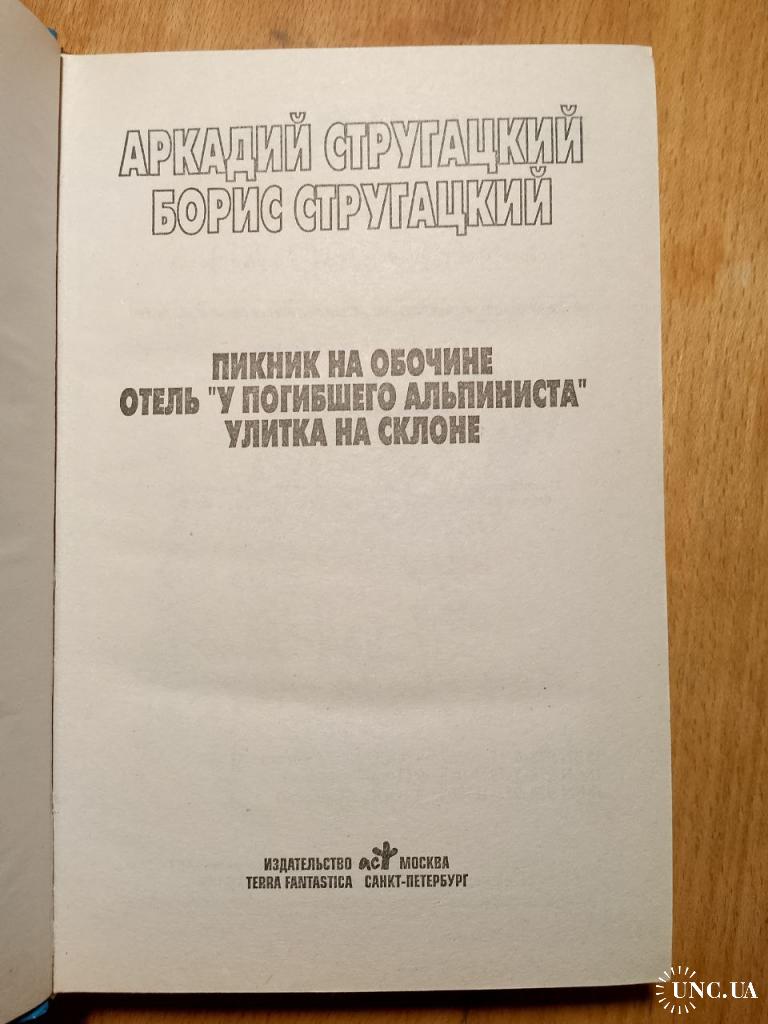 АРКАДИЙ СТРУГАЦКИЙ
БОРИС СТРУГАЦКИЙ
ПИКНИК НА ОБОЧИНЕ
ОТЕЛЬ "У ПОГИБШЕГО АЛЬПИНИСТА"
УЛИТКА НА СКЛОНЕ
ИЗДАТЕЛЬСТВО аст МОСКВА
TERRA FANTASTICA САНКТ-ПЕТЕРБУРГ
UNC.UA